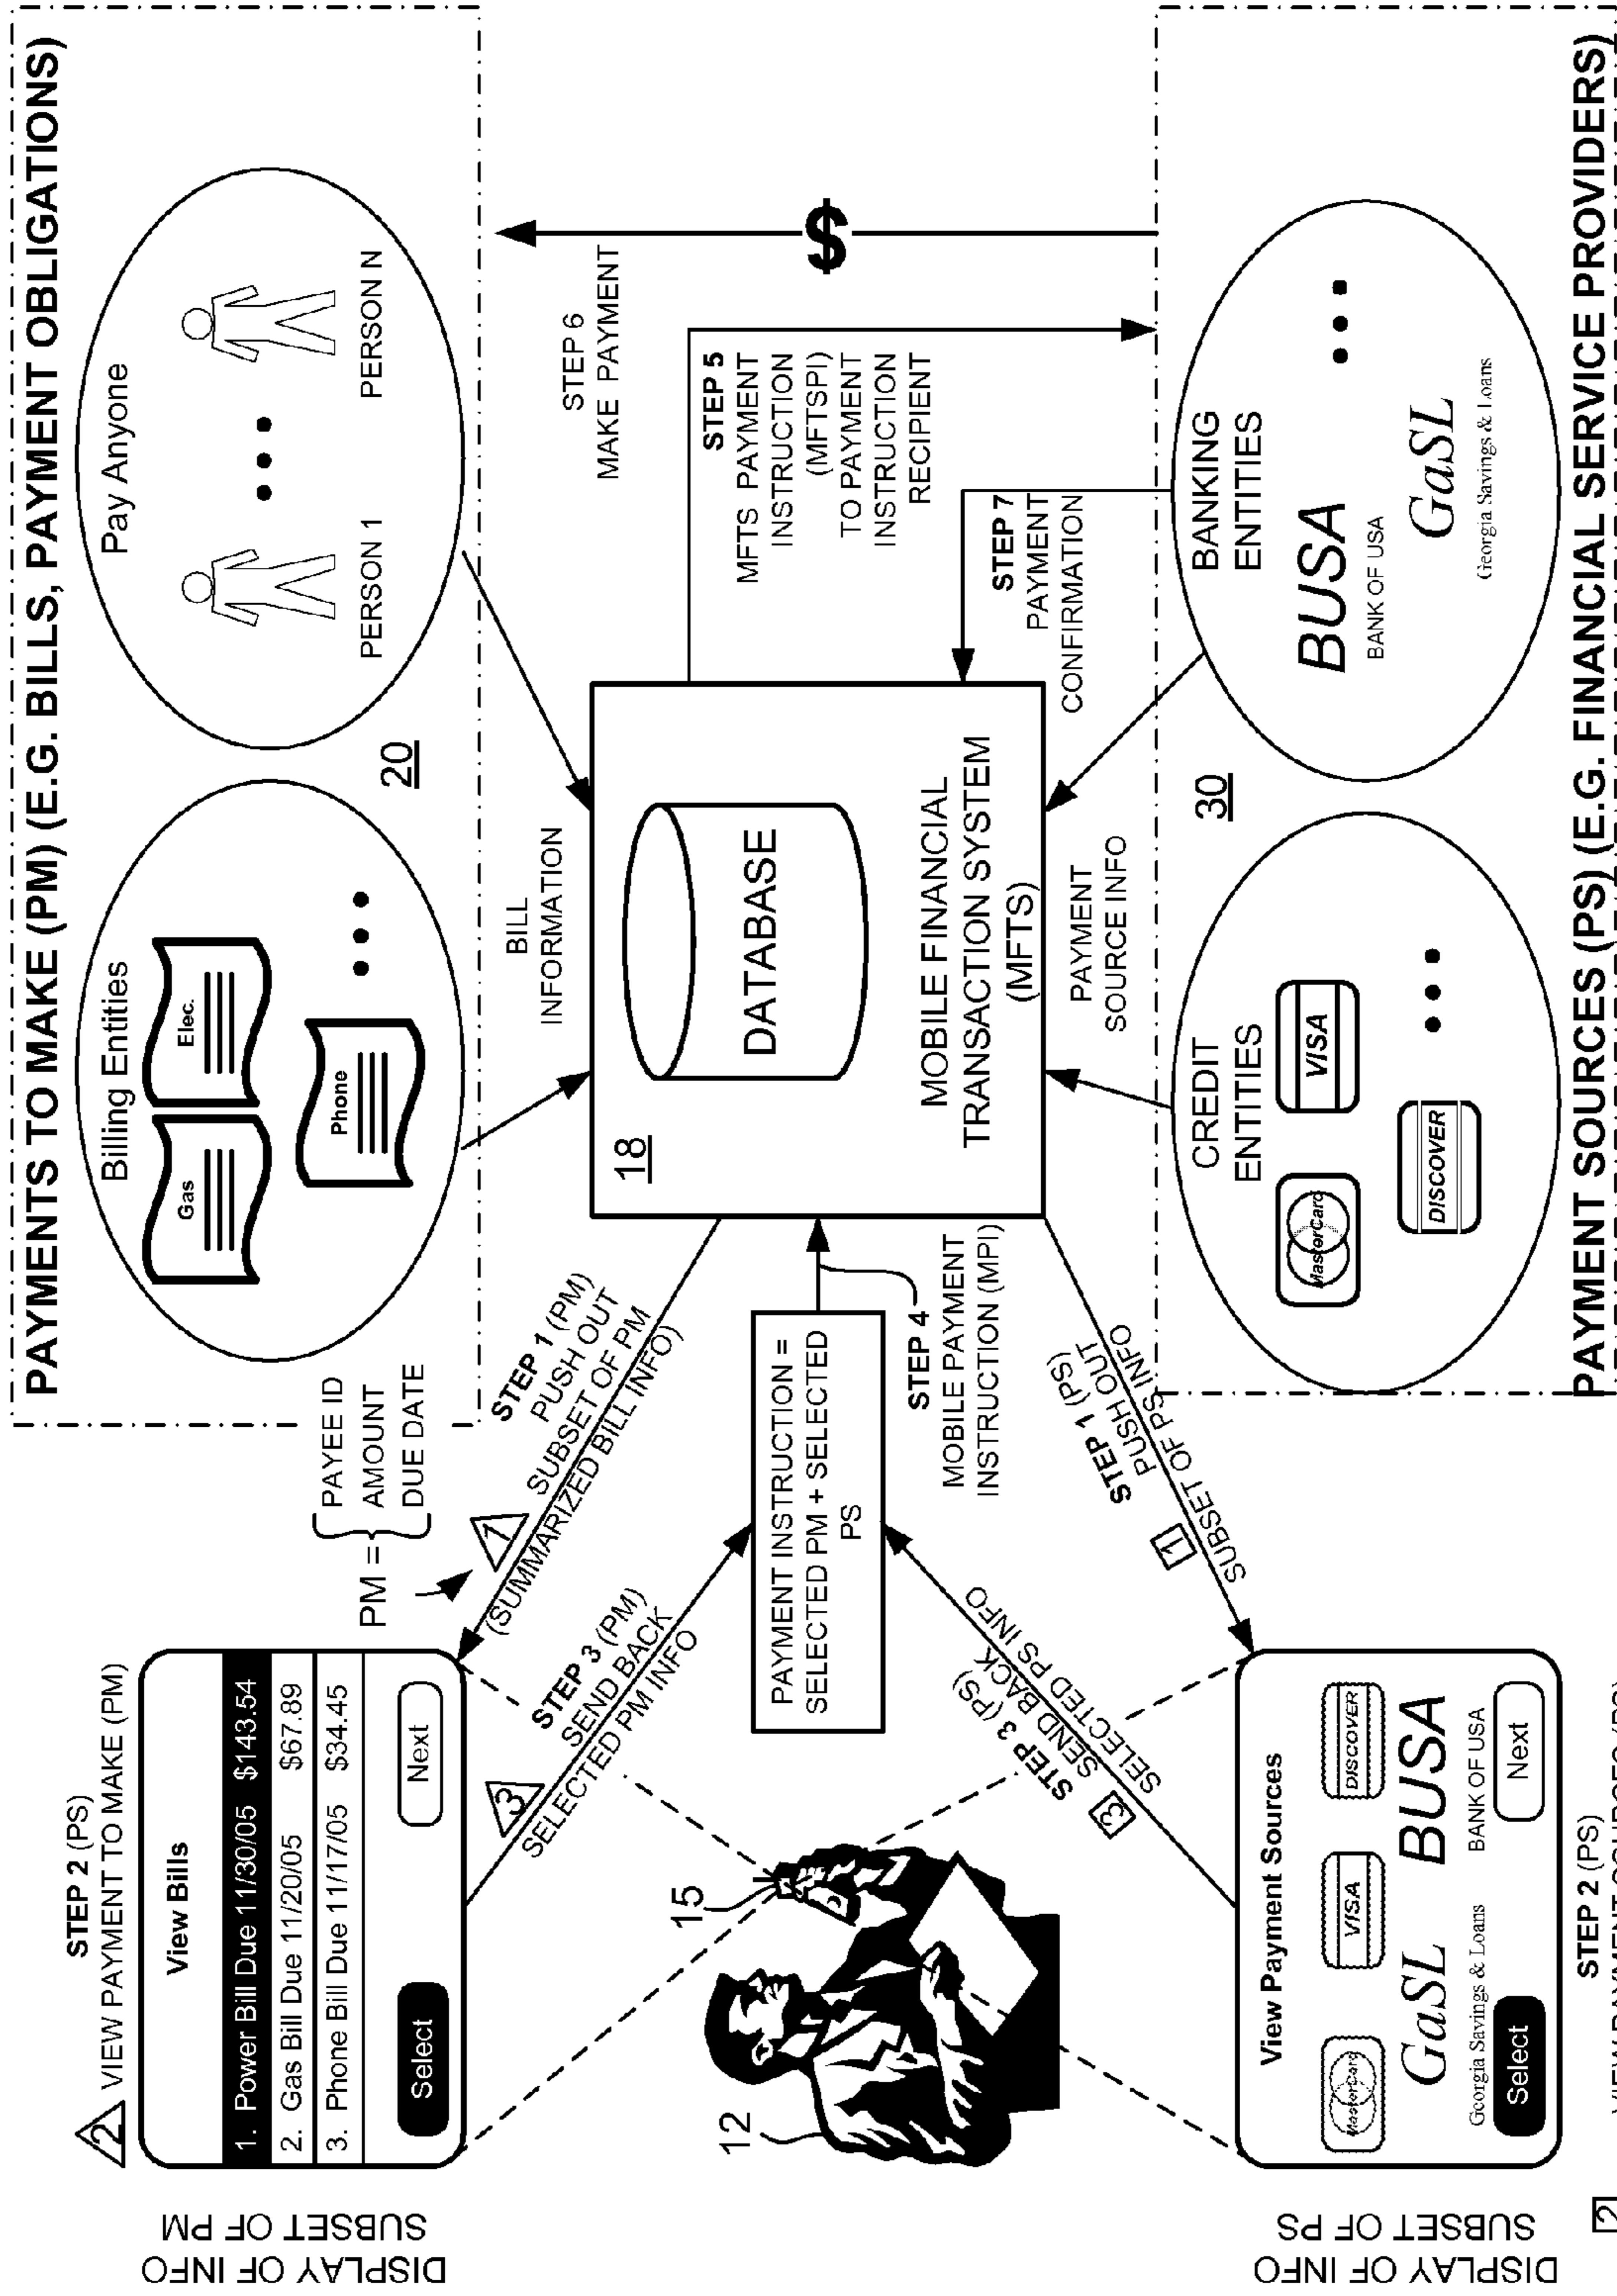 PAYMENTS TO MAKE (PM) (E.G. BILLS, PAYMENT OBLIGATIONS)
Billing Entities
Gas
Elec.
Phone
Pay Anyone
PERSON 1
PERSON N
20
STEP 2 (PS)
2
VIEW PAYMENT TO MAKE (PM)
DISPLAY OF INFO
SUBSET OF PM
View Bills
1. Power Bill Due 11/30/05 $143.54
2. Gas Bill Due 11/20/05 $67.89
3. Phone Bill Due 11/17/05 $34.45
Select
Next
PM =
PAYEE ID
AMOUNT
DUE DATE
1
STEP 1 (PM)
PUSH OUT
SUBSET OF PM
(SUMMARIZED BILL INFO)
3
STEP 3 (PM)
SEND BACK
SELECTED PM INFO
BILL
INFORMATION
STEP 6
MAKE PAYMENT
$
12
15
PAYMENT INSTRUCTION =
SELECTED PM + SELECTED
PS
STEP 4
MOBILE PAYMENT
INSTRUCTION (MPI)
18
DATABASE
MOBILE FINANCIAL
TRANSACTION SYSTEM
(MFTS)
STEP 5
MFTS PAYMENT
INSTRUCTION
(MFTSPI)
TO PAYMENT
INSTRUCTION
RECIPIENT
STEP 7
PAYMENT
CONFIRMATION
3
STEP 3 (PS)
SEND BACK
SELECTED PS INFO
1
STEP 1 (PS)
PUSH OUT
SUBSET OF PS INFO
PAYMENT
SOURCE INFO
DISPLAY OF INFO
SUBSET OF PS
View Payment Sources
MasterCard
VISA
DISCOVER
GaSL
Georgia Savings & Loans
BUSA
BANK OF USA
Select
Next
STEP 2 (PS)
2
VIEW PAYMENT SOURCES (PS)
CREDIT
ENTITIES
MasterCard
VISA
DISCOVER
30
BANKING
ENTITIES
BUSA
BANK OF USA
GaSL
Georgia Savings & Loans
PAYMENT SOURCES (PS) (E.G. FINANCIAL SERVICE PROVIDERS)